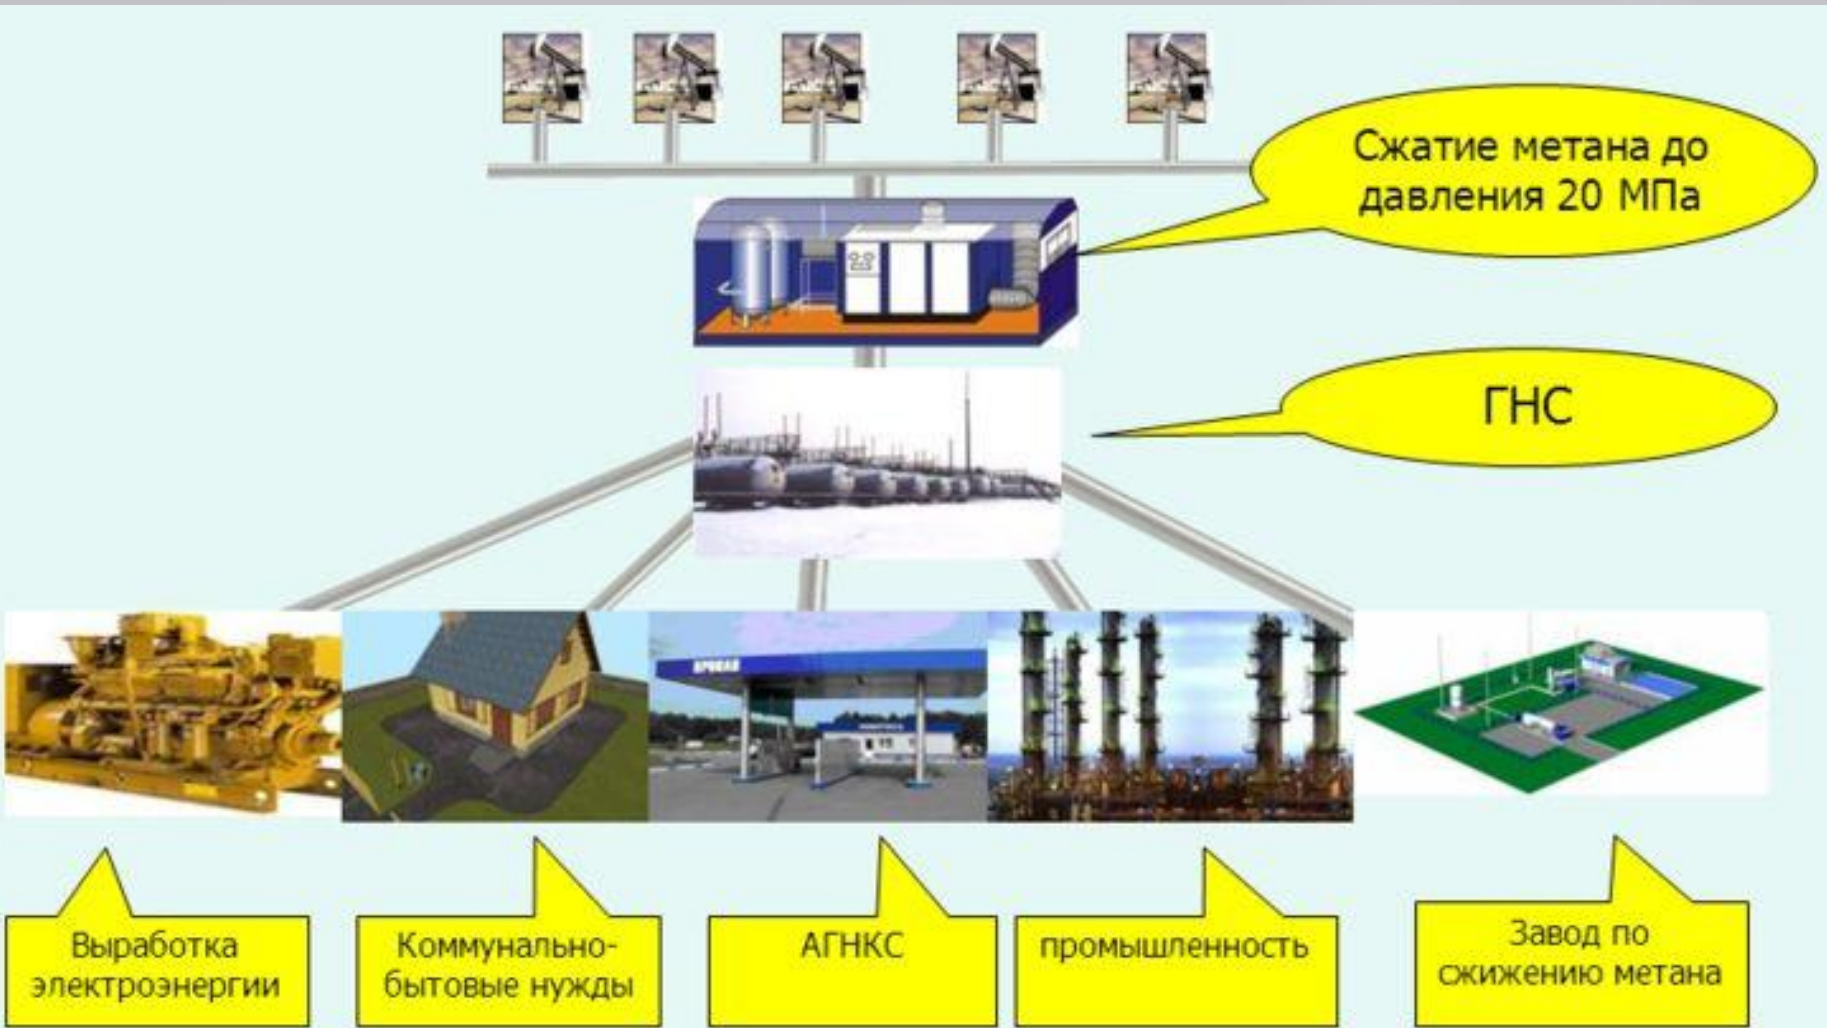 Сжатие метана до
давления 20 МПа
ГНС
Выработка
электроэнергии
Коммунально-
бытовые нужды
АГНКС
промышленность
Завод по
сжижению метана